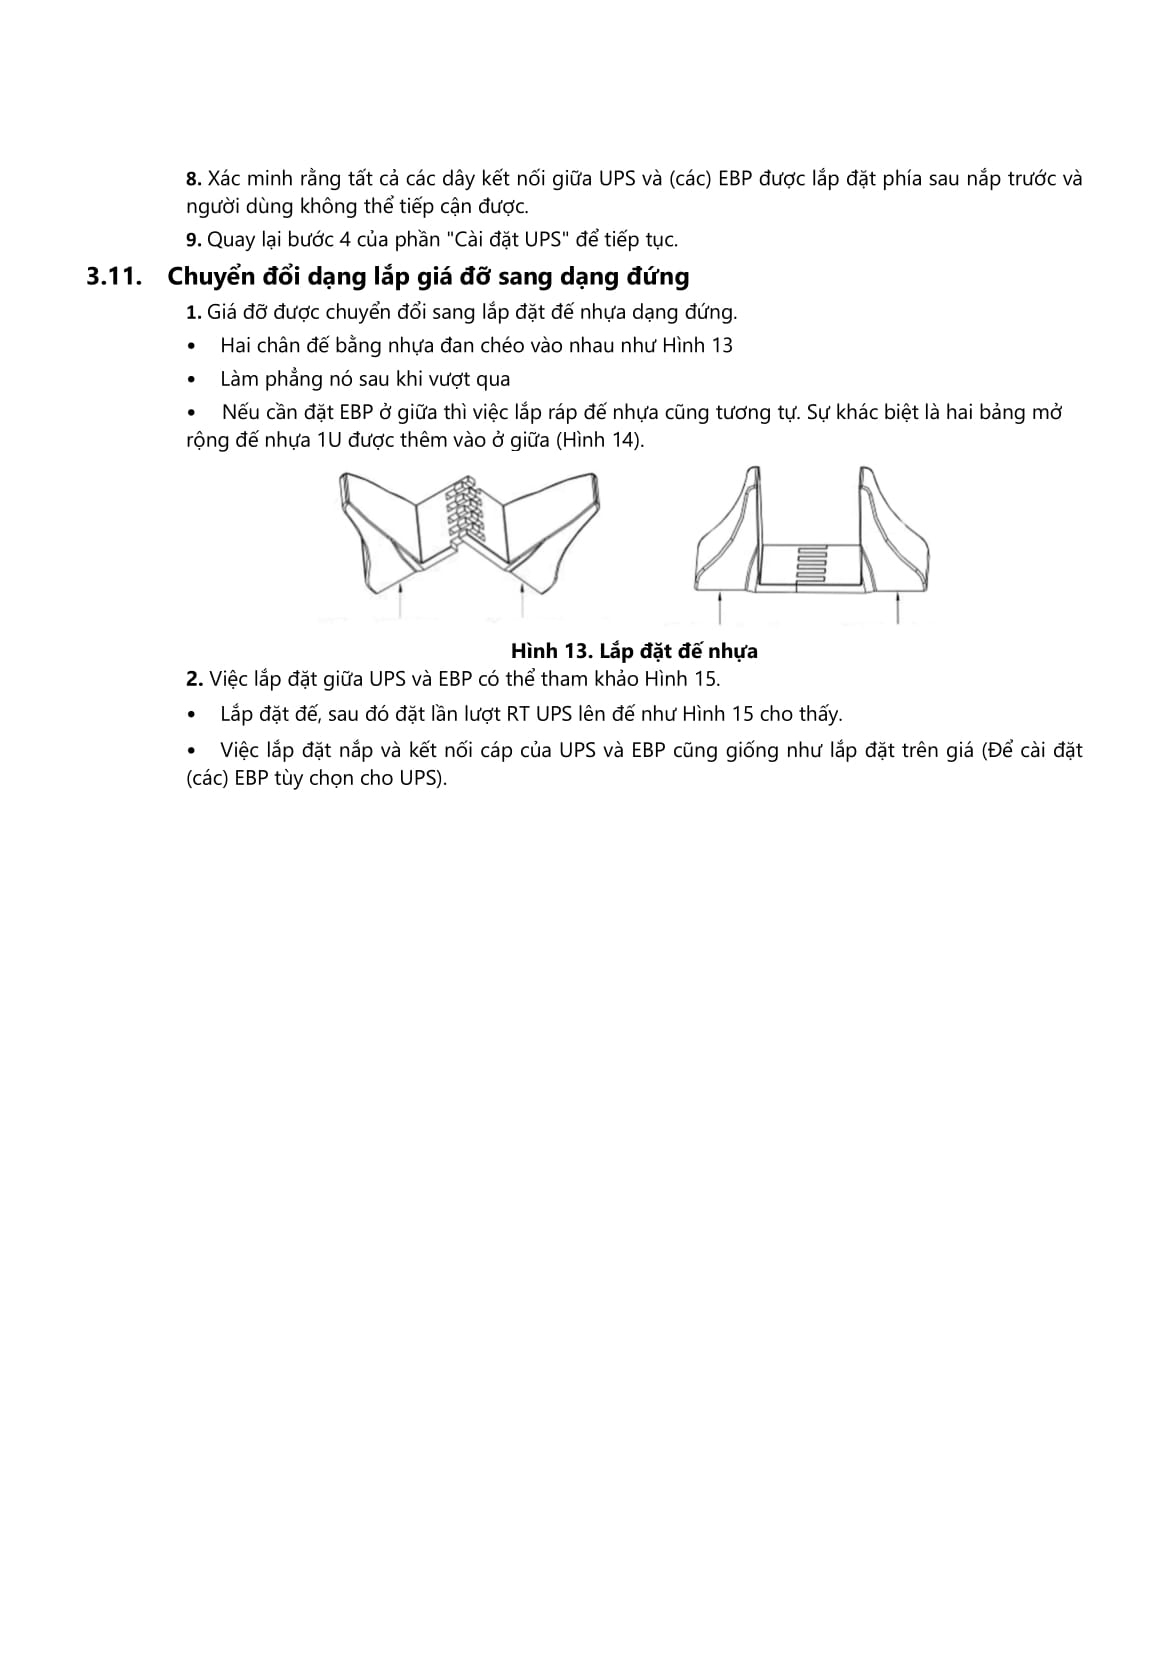 8. Xác minh rằng tất cả các dây kết nối giữa UPS và (các) EBP được lắp đặt phía sau nắp trước và
người dùng không thể tiếp cận được.
9. Quay lại bước 4 của phần "Cài đặt UPS" để tiếp tục.
3.11. Chuyển đổi dạng lắp giá đỡ sang dạng đứng
1. Giá đỡ được chuyển đổi sang lắp đặt đế nhựa dạng đứng.
• Hai chân đế bằng nhựa đan chéo vào nhau như Hình 13
• Làm phẳng nó sau khi vượt qua
• Nếu cần đặt EBP ở giữa thì việc lắp ráp đế nhựa cũng tương tự. Sự khác biệt là hai bảng mở
rộng đế nhựa 1U được thêm vào ở giữa (Hình 14).
Hình 13. Lắp đặt đế nhựa
2. Việc lắp đặt giữa UPS và EBP có thể tham khảo Hình 15.
• Lắp đặt đế, sau đó đặt lần lượt RT UPS lên đế như Hình 15 cho thấy.
• Việc lắp đặt nắp và kết nối cáp của UPS và EBP cũng giống như lắp đặt trên giá (Để cài đặt
(các) EBP tùy chọn cho UPS).